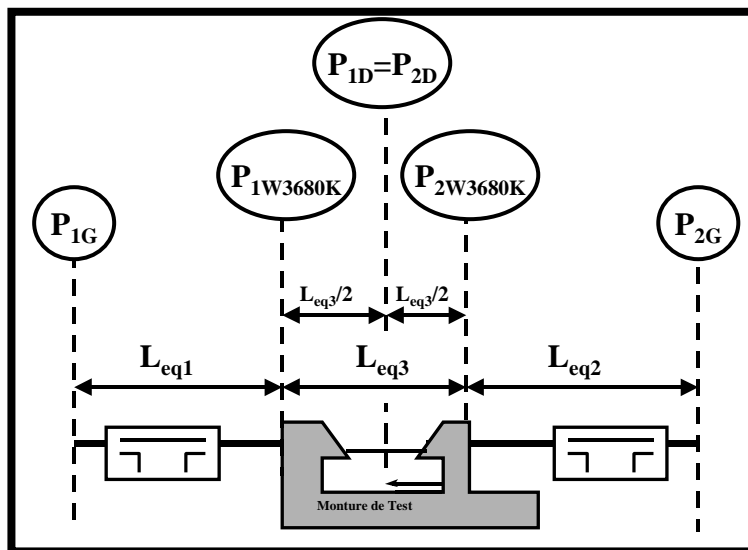 P1D=P2D
P1W3680K P2W3680K
P1G P2G
Leq3/2 Leq3/2
Leq1 Leq3 Leq2
Monture de Test